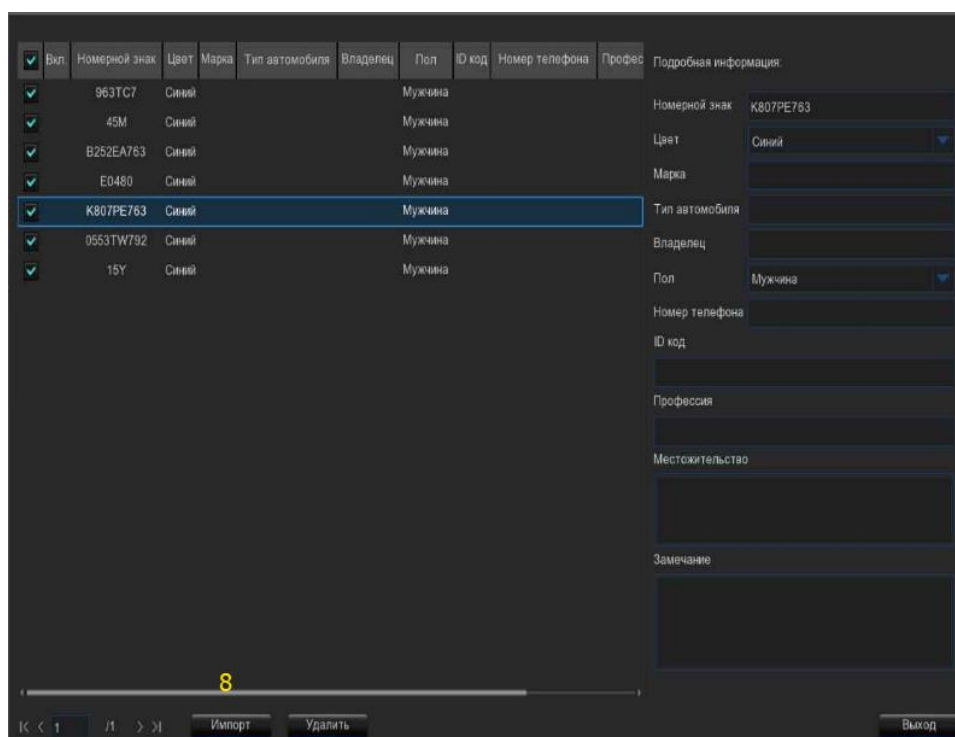 Вкл. Номерной знак Цвет Марка Тип автомобиля Владелец Пол ID код Номер телефона Профес
963TC7 Синий Мужчина
45M Синий Мужчина
B252EA763 Синий Мужчина
E0480 Синий Мужчина
K807PE763 Синий Мужчина
0553TW792 Синий Мужчина
15Y Синий Мужчина
Подробная информация:
Номерной знак K807PE763
Цвет Синий
Марка
Тип автомобиля
Владелец
Пол Мужчина
Номер телефона
ID код
Профессия
Местожительство
Замечание
8
1 /1 Импорт Удалить Выход